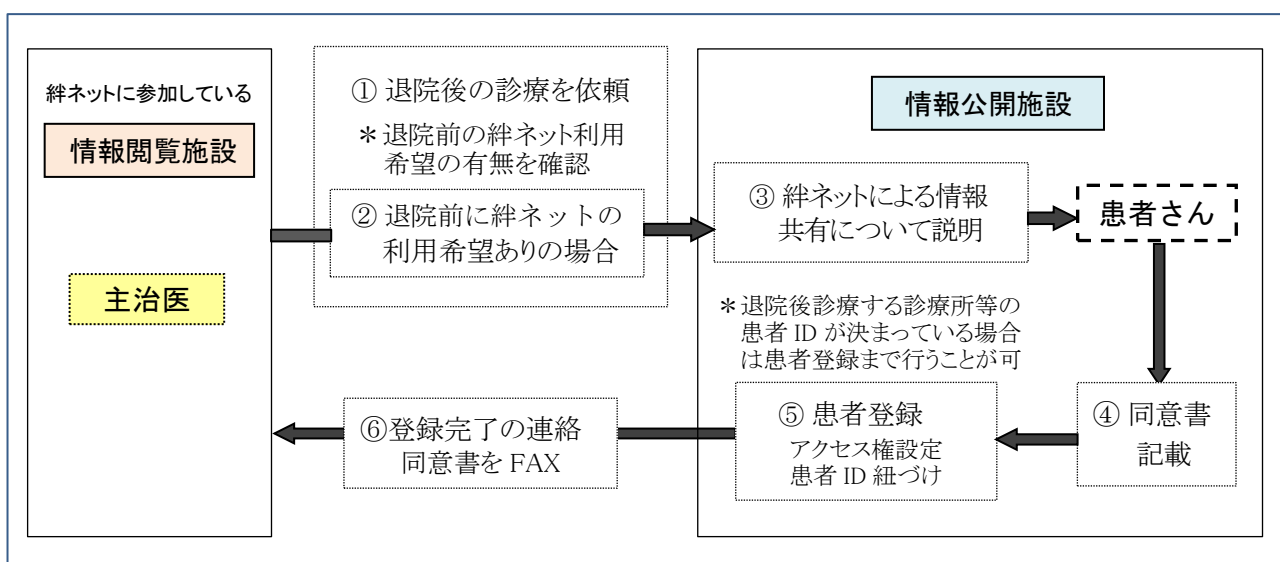 絆ネットに参加している
情報閲覧施設
主治医
① 退院後の診療を依頼
＊退院前の絆ネット利用
希望の有無を確認
② 退院前に絆ネットの
利用希望ありの場合
情報公開施設
③ 絆ネットによる情報
共有について説明
患者さん
＊退院後診療する診療所等の
患者 ID が決まっている場合
は患者登録まで行うことが可
④ 同意書
記載
⑤ 患者登録
アクセス権設定
患者 ID 紐づけ
⑥登録完了の連絡
同意書を FAX